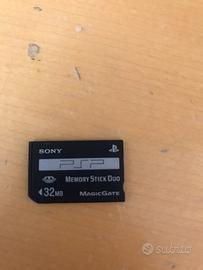 SONY
PSP
MEMORY STICK DUO
32MB
MAGICGATE
subito